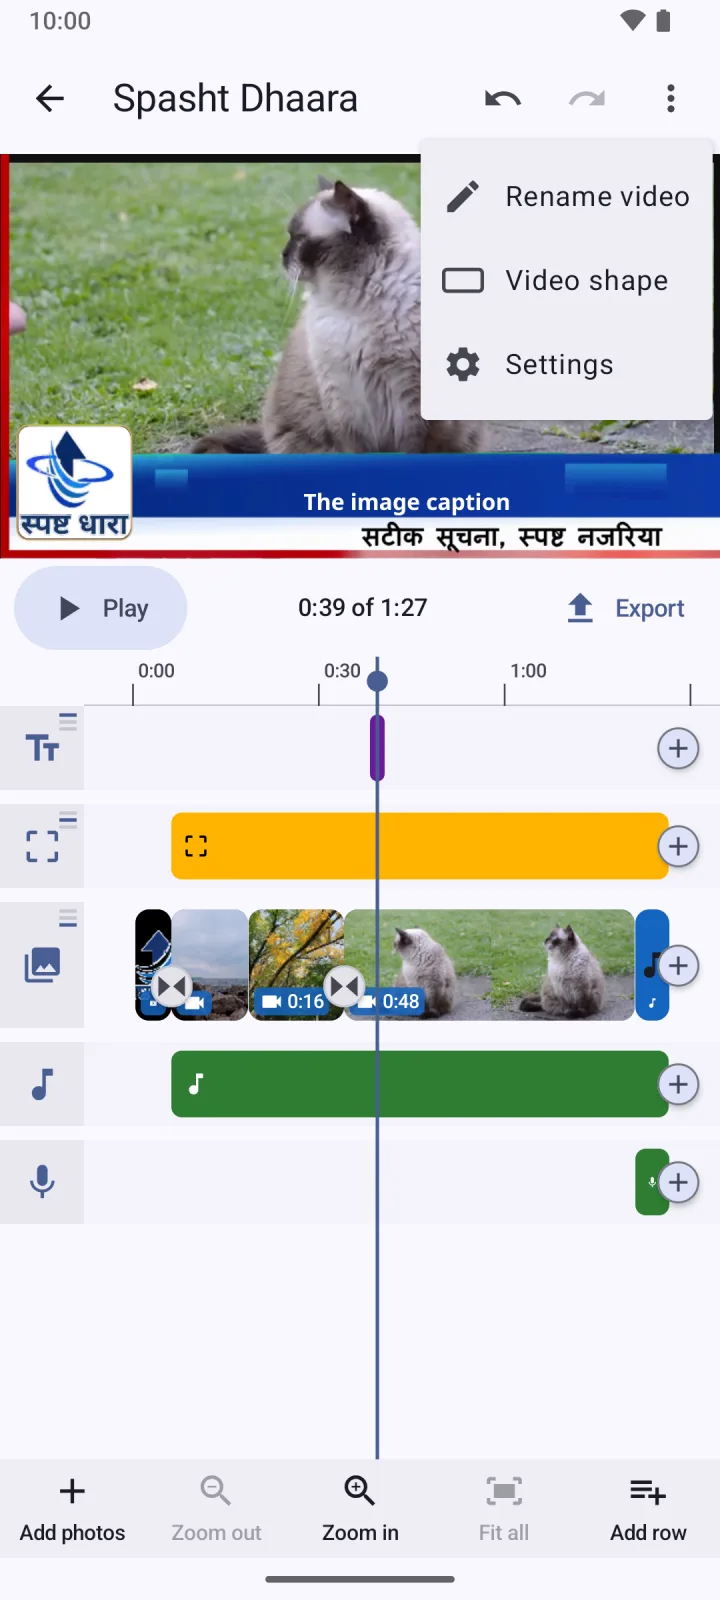 10:00
Spasht Dhaara
Rename video
Video shape
Settings
स्पष्ट धारा
The image caption
सटीक सूचना, स्पष्ट नजरिया
Play
0:39 of 1:27
Export
0:00
0:30
1:00
Tт
0:16
0:48
Add photos
Zoom out
Zoom in
Fit all
Add row